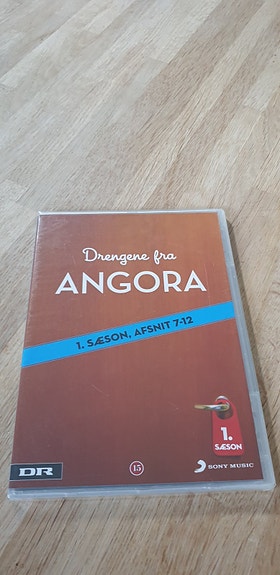 Drengene fra
ANGORA
1. SÆSON, AFSNIT 7-12
1.
SÆSON
DR
15
SONY MUSIC